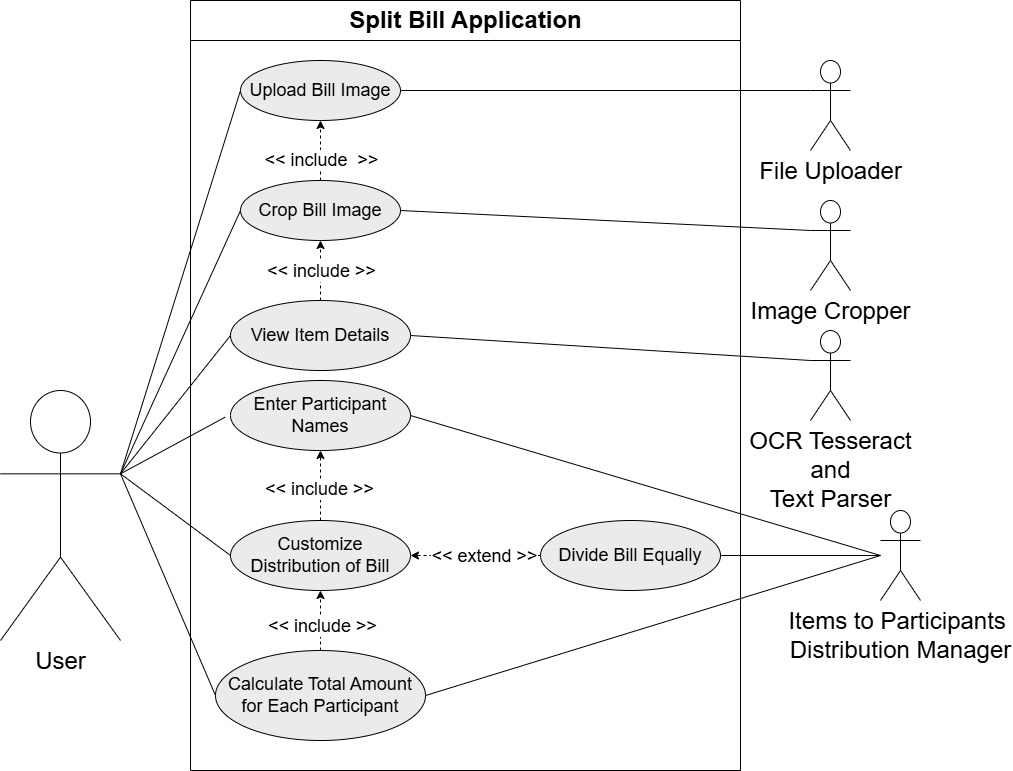 Split Bill Application
Upload Bill Image
<< include  >>
File Uploader
Crop Bill Image
<< include >>
Image Cropper
View Item Details
Enter Participant
Names
OCR Tesseract
and
Text Parser
<< include >>
Customize
Distribution of Bill
<< extend >>
Divide Bill Equally
Items to Participants
Distribution Manager
<< include >>
User
Calculate Total Amount
for Each Participant